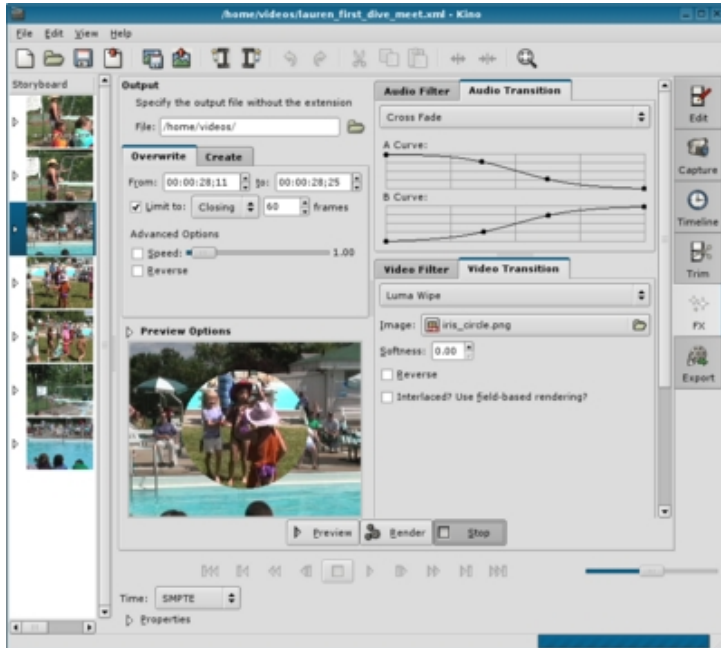 /home/videos/lauren_first_dive_meet.xml - Kino
File Edit View Help
Storyboard
Output
Specify the output file without the extension
File: /home/videos/
Overwrite Create
From: 00:00:28;11 to: 00:00:28;25
Limit to: Closing 60 frames
Advanced Options
Speed: 1.00
Reverse
Preview Options
Audio Filter Audio Transition
Cross Fade
A Curve:
B Curve:
Video Filter Video Transition
Luma Wipe
Image: iris_circle.png
Softness: 0.00
Reverse
Interlaced? Use field-based rendering?
Edit
Capture
Timeline
Trim
FX
Export
Preview Render Stop
Time: SMPTE
Properties